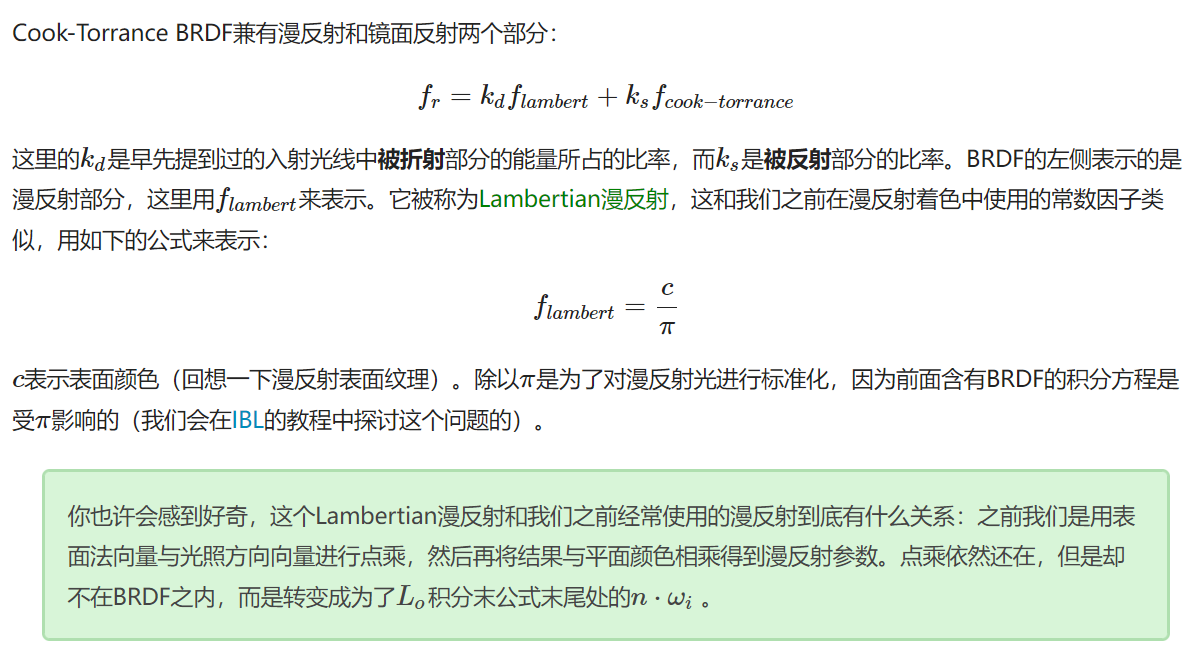 Cook-Torrance BRDF兼有漫反射和镜面反射两个部分：
f_r = k_d f_{lambert} + k_s f_{cook-torrance}
这里的k_d是早先提到过的入射光线中被折射部分的能量所占的比率，而k_s是被反射部分的比率。BRDF的左侧表示的是
漫反射部分，这里用f_{lambert}来表示。它被称为Lambertian漫反射，这和我们之前在漫反射着色中使用的常数因子类
似，用如下的公式来表示：
f_{lambert} = \frac{c}{π}
c表示表面颜色（回想一下漫反射表面纹理）。除以π是为了对漫反射光进行标准化，因为前面含有BRDF的积分方程是
受π影响的（我们会在IBL的教程中探讨这个问题的）。
你也许会感到好奇，这个Lambertian漫反射和我们之前经常使用的漫反射到底有什么关系：之前我们是用表
面法向量与光照方向向量进行点乘，然后再将结果与平面颜色相乘得到漫反射参数。点乘依然还在，但是却
不在BRDF之内，而是转变成为了L_o积分末公式末尾处的n · ω_i 。